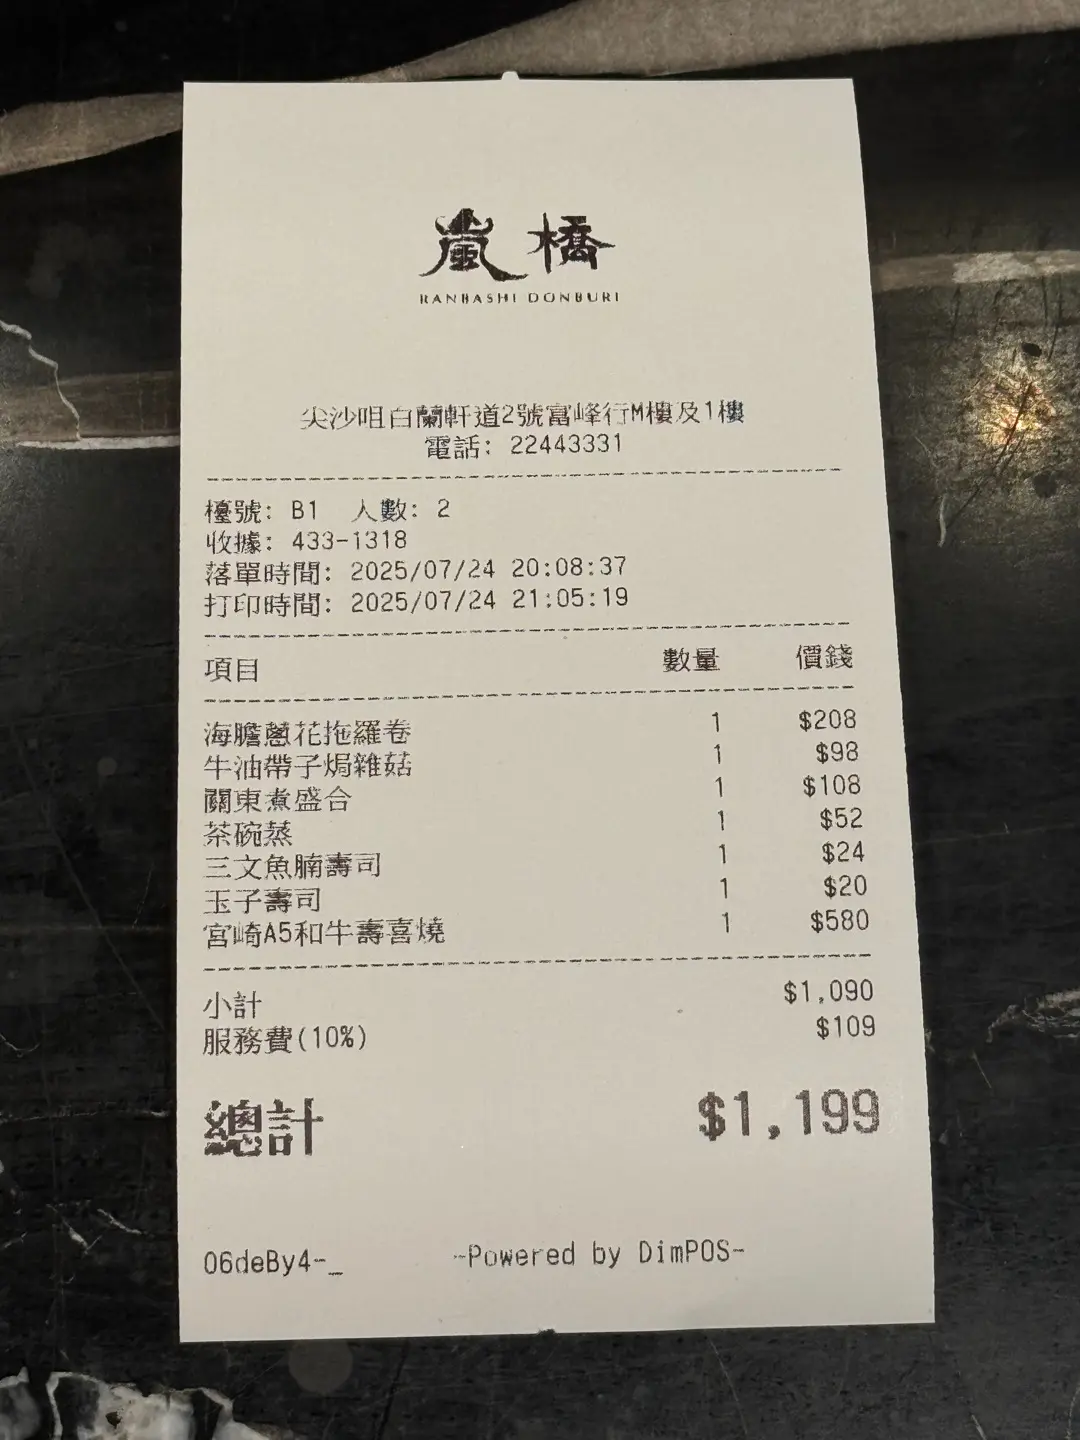 嵐橋
RANBASHI DONBURI
尖沙咀白蘭軒道2號富峰行M樓及1樓
電話: 22443331
檯號: B1 人數: 2
收據: 433-1318
落單時間: 2025/07/24 20:08:37
打印時間: 2025/07/24 21:05:19
項目 數量 價錢
海膽蔥花拖羅卷 1 $208
牛油帶子焗雜菇 1 $98
關東煮盛合 1 $108
茶碗蒸 1 $52
三文魚腩壽司 1 $24
玉子壽司 1 $20
宮崎A5和牛壽喜燒 1 $580
小計 $1,090
服務費(10%) $109
總計 $1,199
06deBy4-_ ~Powered by DimPOS~